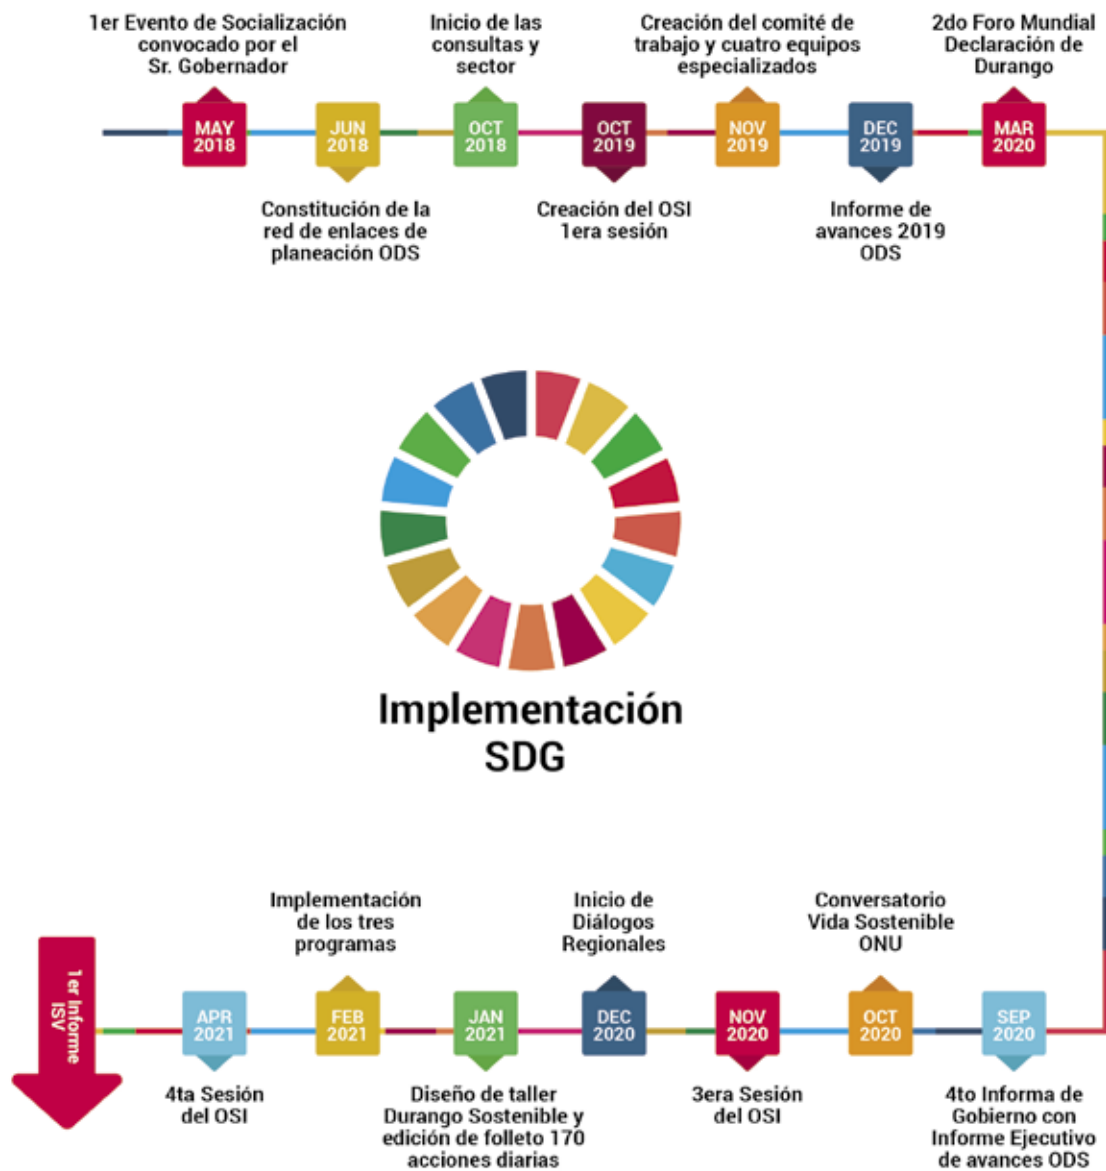 1er Evento de Socialización
convocado por el
Sr. Gobernador
MAY
2018
JUN
2018
Constitución de la
red de enlaces de
planeación ODS
Inicio de las
consultas y
sector
OCT
2018
OCT
2019
Creación del OSI
1era sesión
Creación del comité de
trabajo y cuatro equipos
especializados
NOV
2019
DEC
2019
Informe de
avances 2019
ODS
2do Foro Mundial
Declaración de
Durango
MAR
2020
Implementación
SDG
SEP
2020
4to Informa de
Gobierno con
Informe Ejecutivo
de avances ODS
Conversatorio
Vida Sostenible
ONU
OCT
2020
NOV
2020
3era Sesión
del OSI
Inicio de
Diálogos
Regionales
DEC
2020
JAN
2021
Diseño de taller
Durango Sostenible y
edición de folleto 170
acciones diarias
Implementación
de los tres
programas
FEB
2021
APR
2021
4ta Sesión
del OSI
1er Informe
ISV